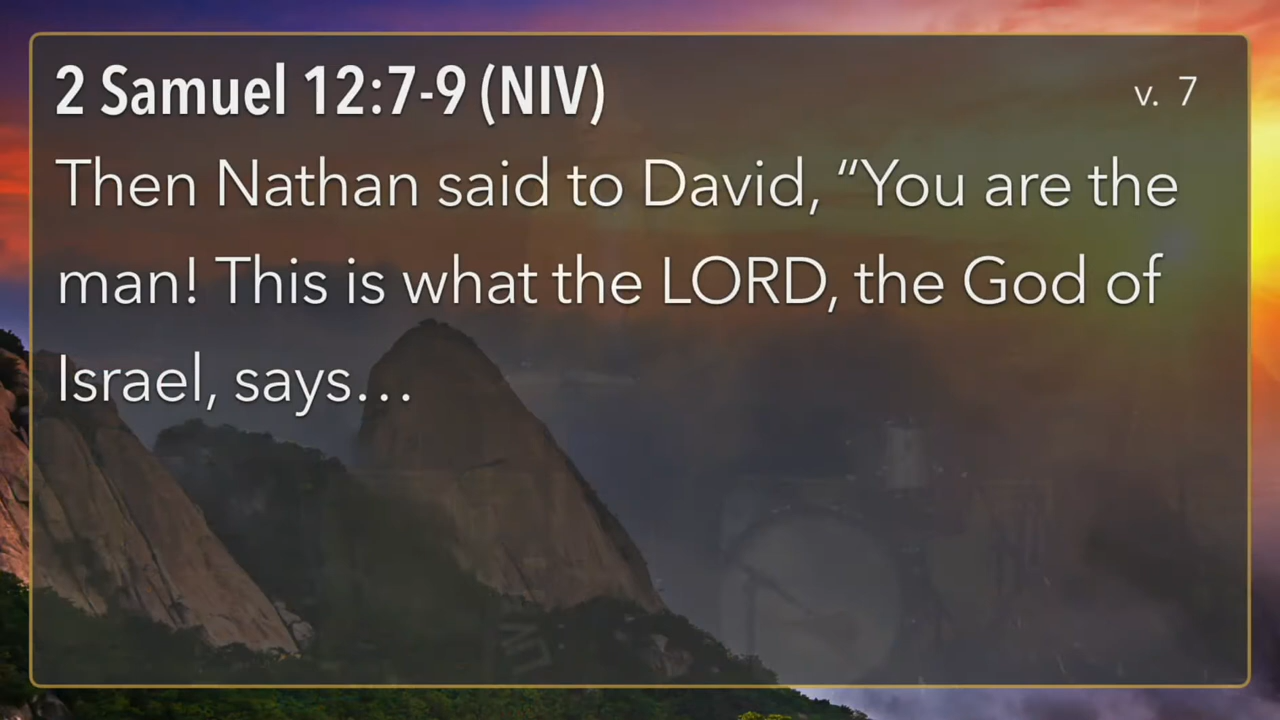 2 Samuel 12:7-9 (NIV)
v. 7
Then Nathan said to David, “You are the
man! This is what the LORD, the God of
Israel, says…